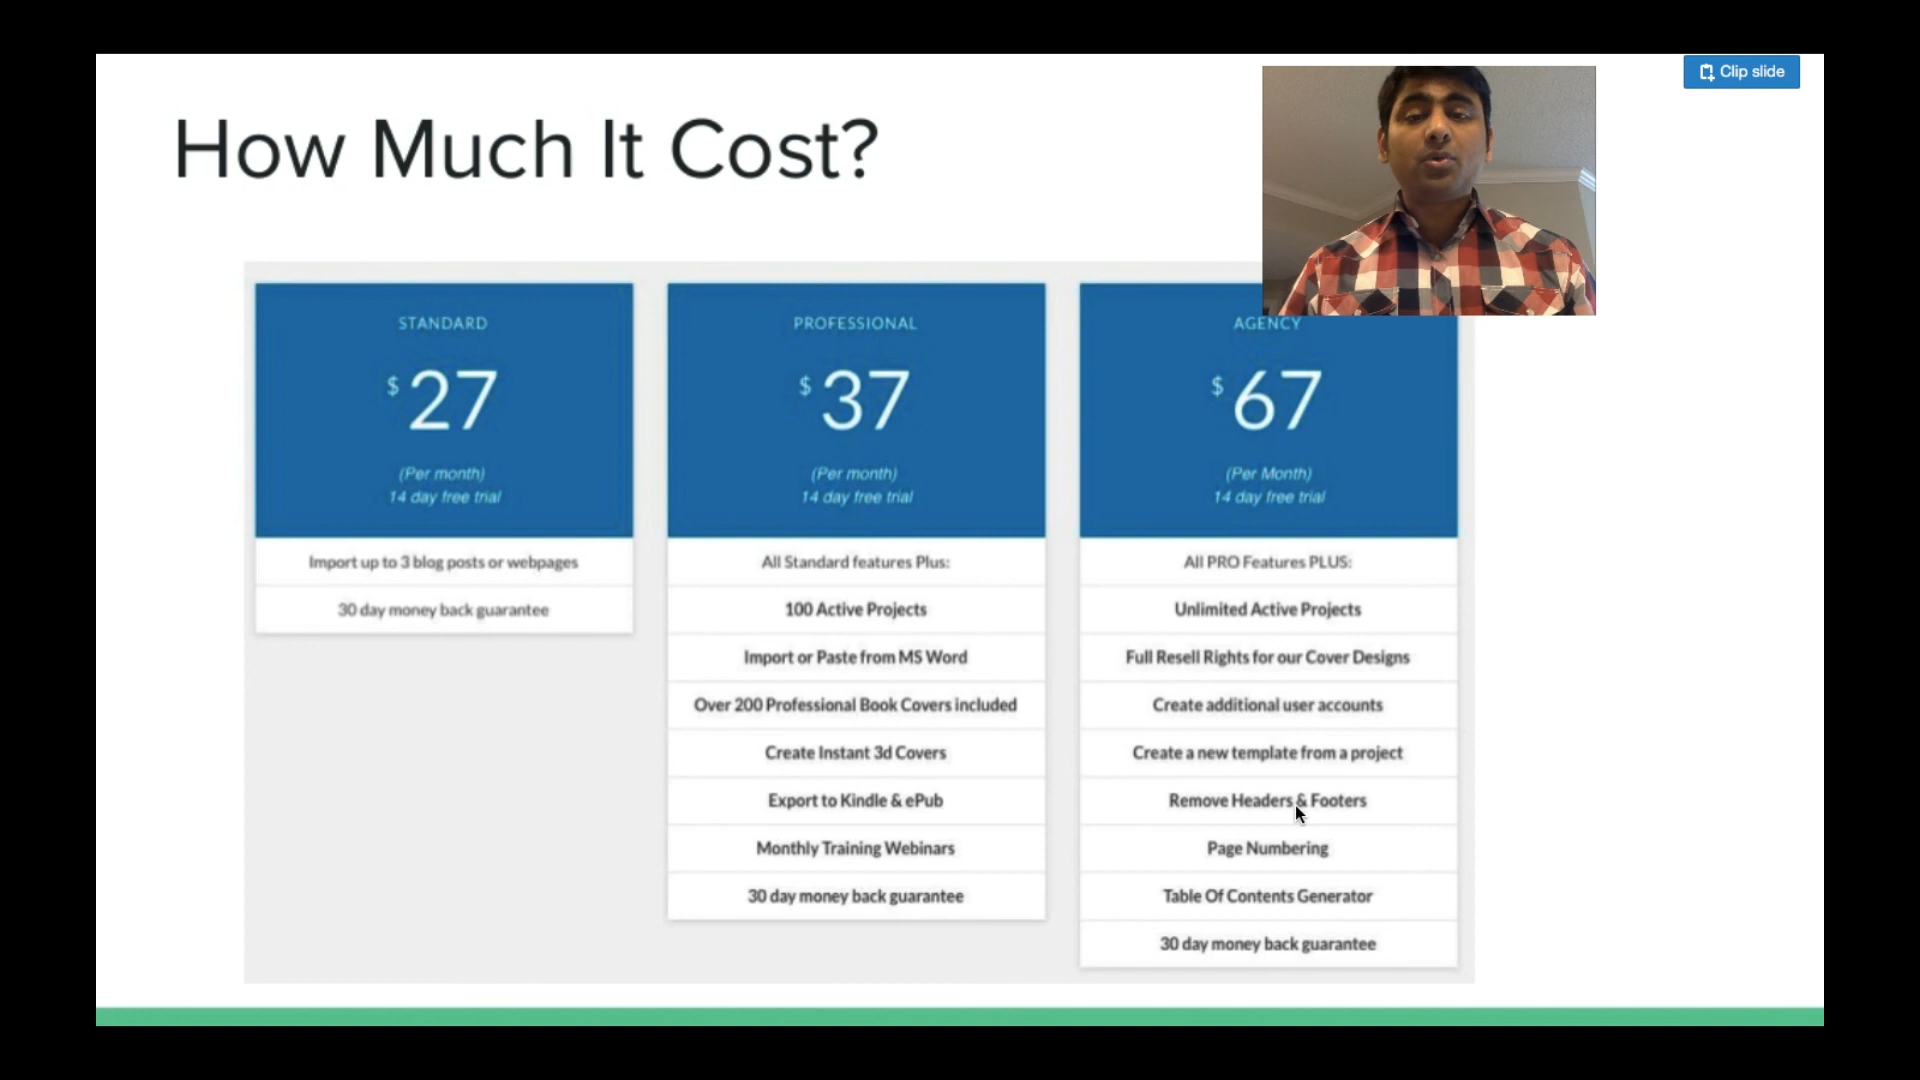 Clip slide
How Much It Cost?
STANDARD
$ 27
(Per month)
14 day free trial
Import up to 3 blog posts or webpages
30 day money back guarantee
PROFESSIONAL
$ 37
(Per month)
14 day free trial
All Standard features Plus:
100 Active Projects
Import or Paste from MS Word
Over 200 Professional Book Covers included
Create Instant 3d Covers
Export to Kindle & ePub
Monthly Training Webinars
30 day money back guarantee
AGENCY
$ 67
(Per Month)
14 day free trial
All PRO Features PLUS:
Unlimited Active Projects
Full Resell Rights for our Cover Designs
Create additional user accounts
Create a new template from a project
Remove Headers & Footers
Page Numbering
Table Of Contents Generator
30 day money back guarantee